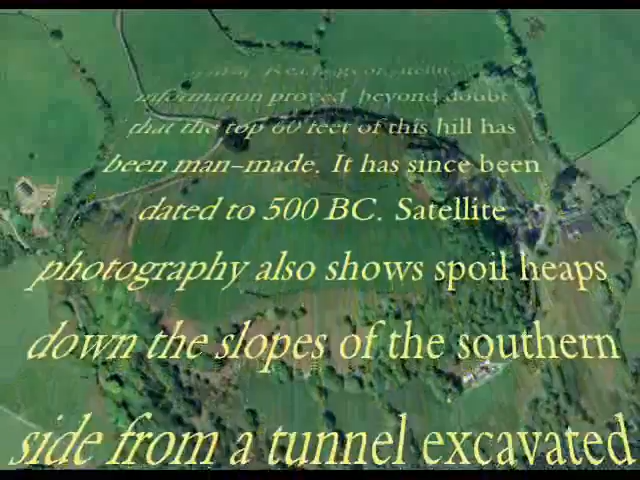 information proved beyond doubt
that the top 60 feet of this hill has
been man-made. It has since been
dated to 500 BC. Satellite
photography also shows spoil heaps
down the slopes of the southern
side from a tunnel excavated